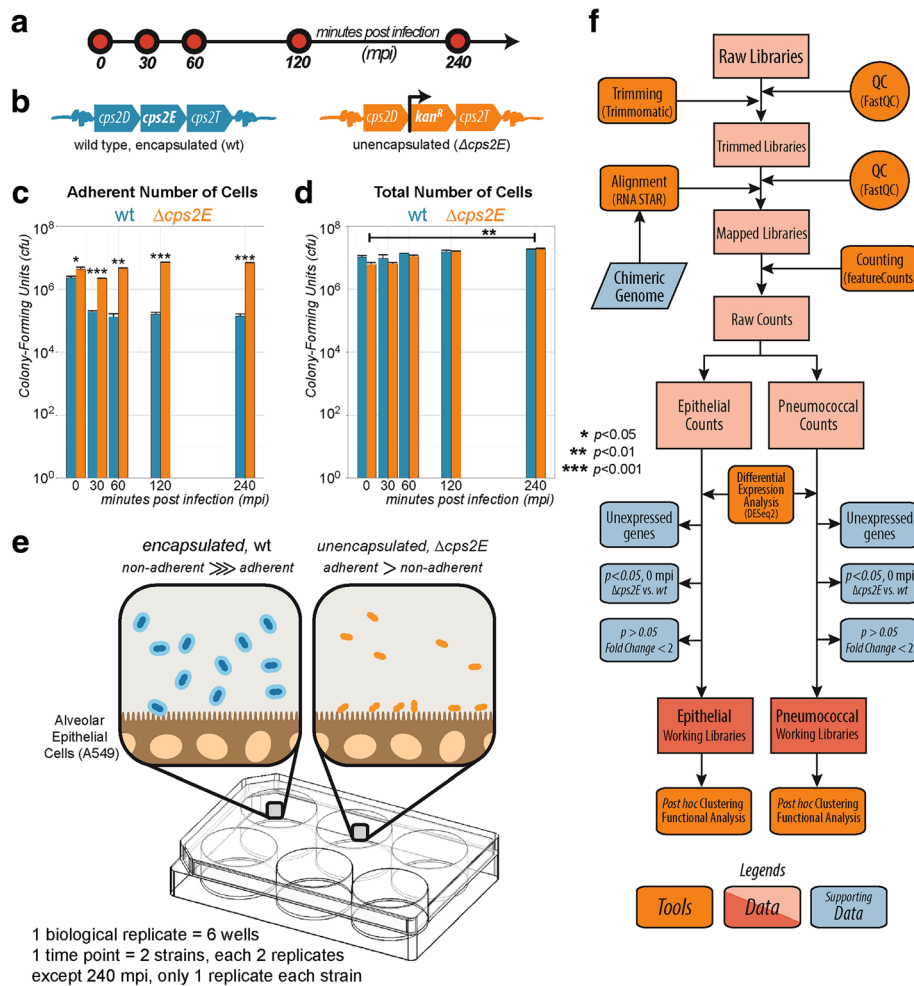 a
minutes post infection
(mpi)
0 30 60 120 240
b
cps2D cps2E cps2T
wild type, encapsulated (wt)
cps2D kanR cps2T
unencapsulated (Δcps2E)
c
Adherent Number of Cells
wt Δcps2E
Colony-Forming Units (cfu)
10^8
10^6
10^4
10^2
10^0
* *** ** *** ***
0 30 60 120 240
minutes post infection (mpi)
d
Total Number of Cells
wt Δcps2E
Colony-Forming Units (cfu)
10^8
10^6
10^4
10^2
10^0
**
0 30 60 120 240
minutes post infection (mpi)
* p<0.05
** p<0.01
*** p<0.001
e
encapsulated, wt
non-adherent >>> adherent
unencapsulated, Δcps2E
adherent > non-adherent
Alveolar
Epithelial
Cells (A549)
1 biological replicate = 6 wells
1 time point = 2 strains, each 2 replicates
except 240 mpi, only 1 replicate each strain
f
Raw Libraries
Trimming
(Trimmomatic)
QC
(FastQC)
Trimmed Libraries
Alignment
(RNA STAR)
QC
(FastQC)
Mapped Libraries
Chimeric
Genome
Counting
(featureCounts)
Raw Counts
Epithelial
Counts
Pneumococcal
Counts
Differential
Expression
Analysis
(DESeq2)
Unexpressed
genes
Unexpressed
genes
p<0.05, 0 mpi
Δcps2E vs. wt
p<0.05, 0 mpi
Δcps2E vs. wt
p > 0.05
Fold Change < 2
p > 0.05
Fold Change < 2
Epithelial
Working Libraries
Pneumococcal
Working Libraries
Post hoc Clustering
Functional Analysis
Post hoc Clustering
Functional Analysis
Legends
Tools
Data
Supporting
Data